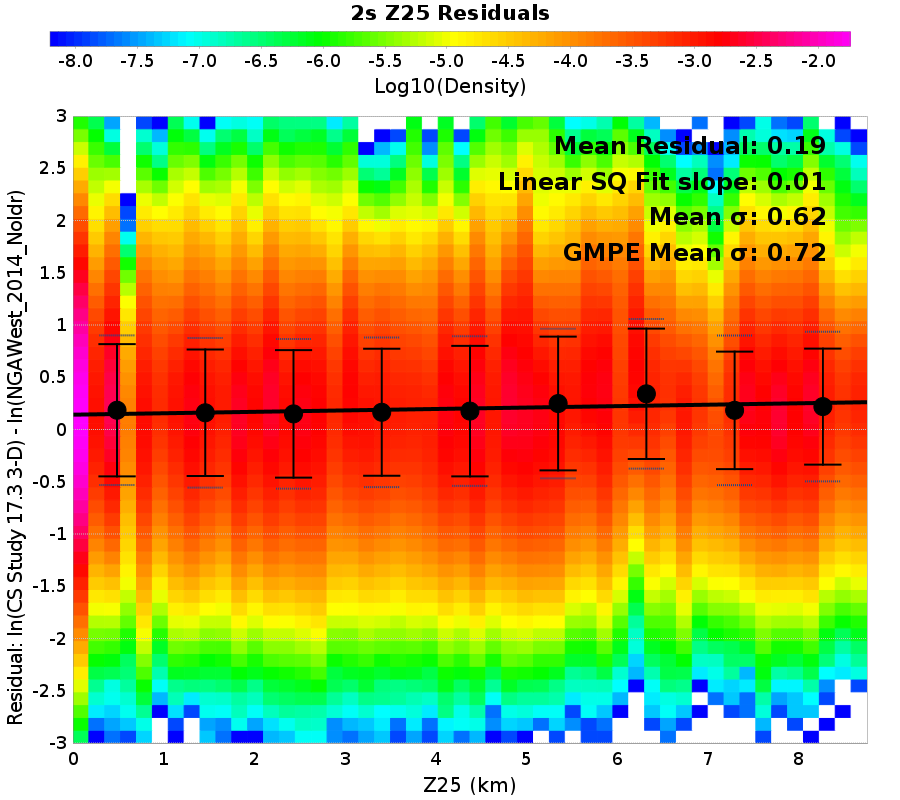 2s Z25 Residuals
-8.0 -7.5 -7.0 -6.5 -6.0 -5.5 -5.0 -4.5 -4.0 -3.5 -3.0 -2.5 -2.0
Log10(Density)
Residual: ln(CS Study 17.3 3-D) - ln(NGAWest_2014_NoIdr)
3
2.5
2
1.5
1
0.5
0
-0.5
-1
-1.5
-2
-2.5
-3
Mean Residual: 0.19
Linear SQ Fit slope: 0.01
Mean σ: 0.62
GMPE Mean σ: 0.72
0 1 2 3 4 5 6 7 8
Z25 (km)